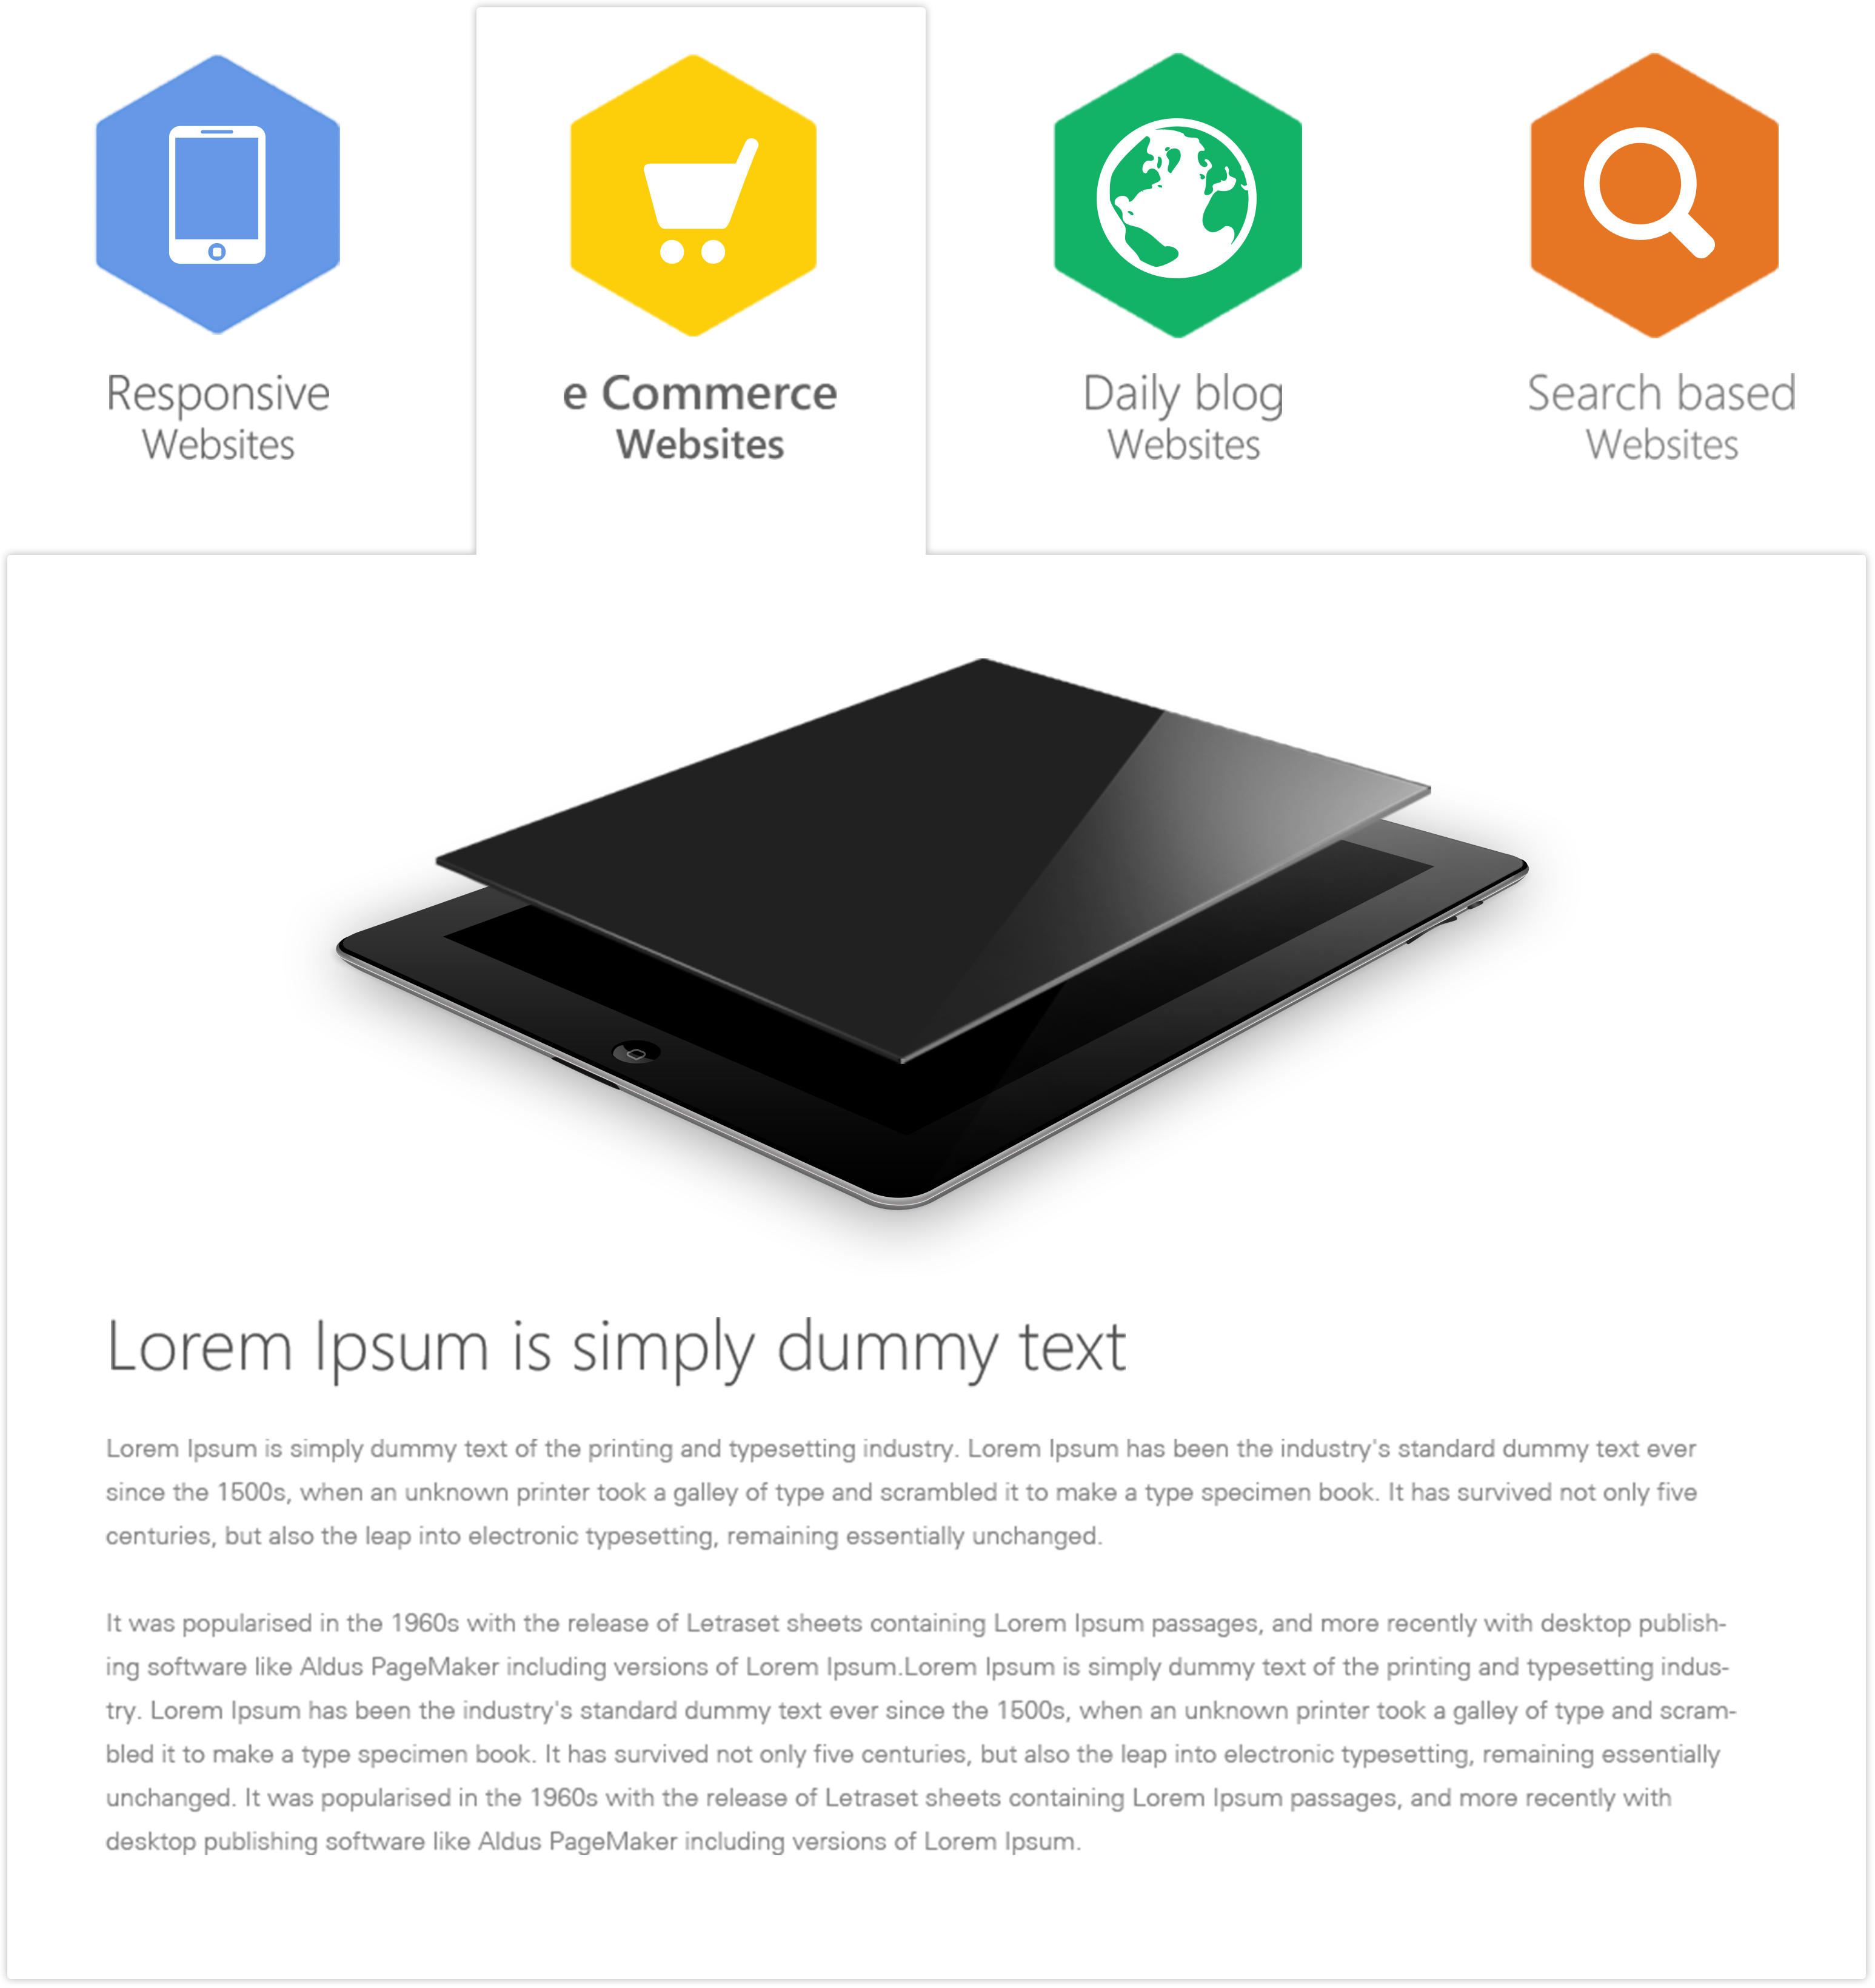 Responsive
Websites
e Commerce
Websites
Daily blog
Websites
Search based
Websites
Lorem Ipsum is simply dummy text
Lorem Ipsum is simply dummy text of the printing and typesetting industry. Lorem Ipsum has been the industry's standard dummy text ever
since the 1500s, when an unknown printer took a galley of type and scrambled it to make a type specimen book. It has survived not only five
centuries, but also the leap into electronic typesetting, remaining essentially unchanged.
It was popularised in the 1960s with the release of Letraset sheets containing Lorem Ipsum passages, and more recently with desktop publish-
ing software like Aldus PageMaker including versions of Lorem Ipsum.Lorem Ipsum is simply dummy text of the printing and typesetting indus-
try. Lorem Ipsum has been the industry's standard dummy text ever since the 1500s, when an unknown printer took a galley of type and scram-
bled it to make a type specimen book. It has survived not only five centuries, but also the leap into electronic typesetting, remaining essentially
unchanged. It was popularised in the 1960s with the release of Letraset sheets containing Lorem Ipsum passages, and more recently with
desktop publishing software like Aldus PageMaker including versions of Lorem Ipsum.